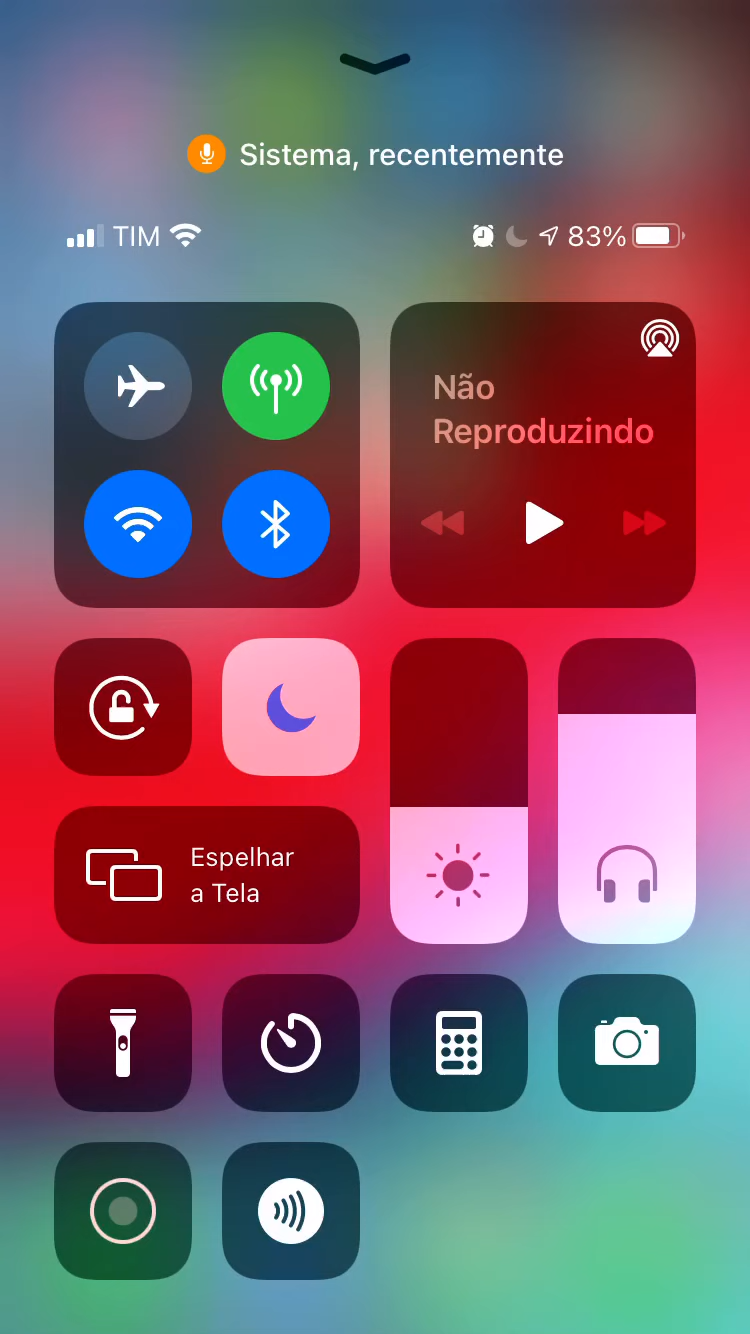 Sistema, recentemente
TIM 83%
Não
Reproduzindo
Espelhar
a Tela